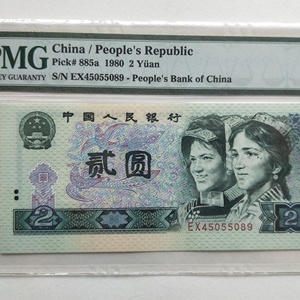 PMG
China / People's Republic
Pick# 885a 1980 2 Yüan
Y GUARANTY
S/N EX45055089 - People's Bank of China
中国人民银行
贰圆
2
2
EX45055089